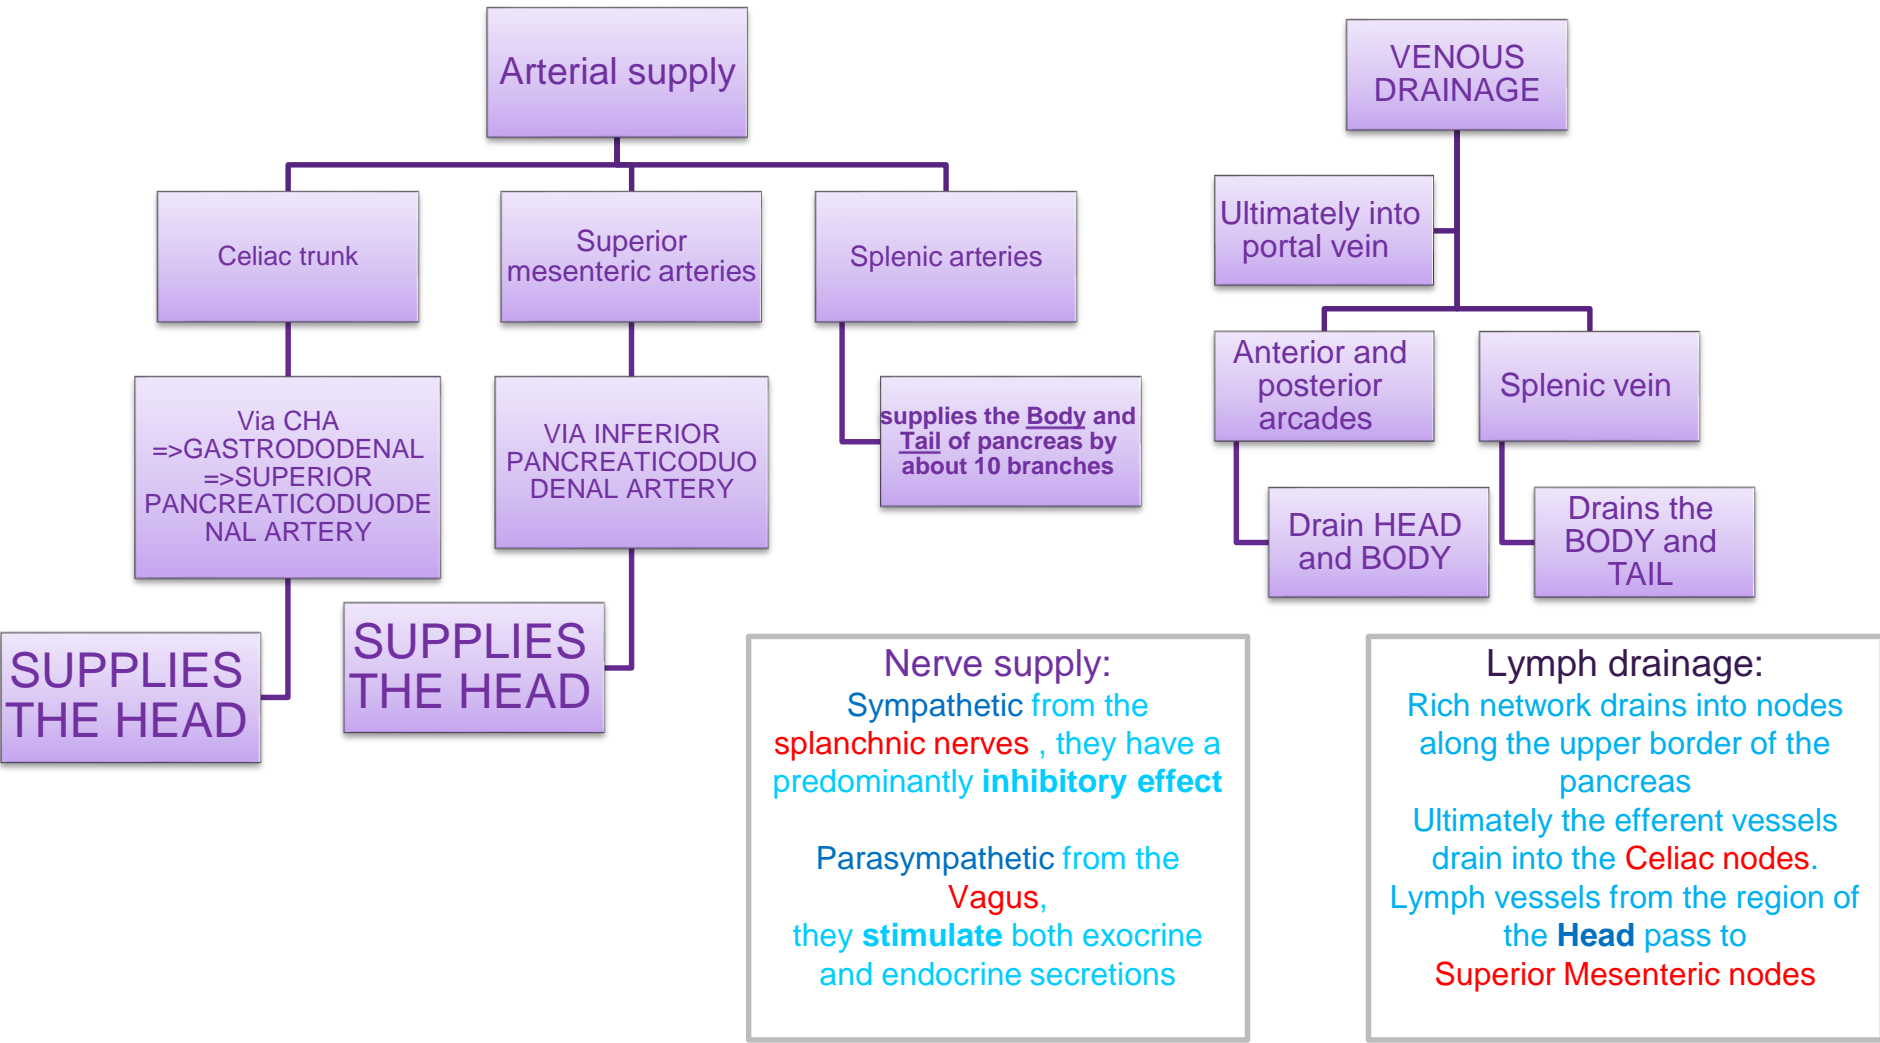 Arterial supply
Celiac trunk
Superior
mesenteric arteries
Splenic arteries
Via CHA
=>GASTRODODENAL
=>SUPERIOR
PANCREATICODUODE
NAL ARTERY
VIA INFERIOR
PANCREATICODUO
DENAL ARTERY
supplies the Body and
Tail of pancreas by
about 10 branches
SUPPLIES
THE HEAD
SUPPLIES
THE HEAD
VENOUS
DRAINAGE
Ultimately into
portal vein
Anterior and
posterior
arcades
Splenic vein
Drain HEAD
and BODY
Drains the
BODY and
TAIL
Nerve supply:
Sympathetic from the
splanchnic nerves , they have a
predominantly inhibitory effect
Parasympathetic from the
Vagus,
they stimulate both exocrine
and endocrine secretions
Lymph drainage:
Rich network drains into nodes
along the upper border of the
pancreas
Ultimately the efferent vessels
drain into the Celiac nodes.
Lymph vessels from the region of
the Head pass to
Superior Mesenteric nodes